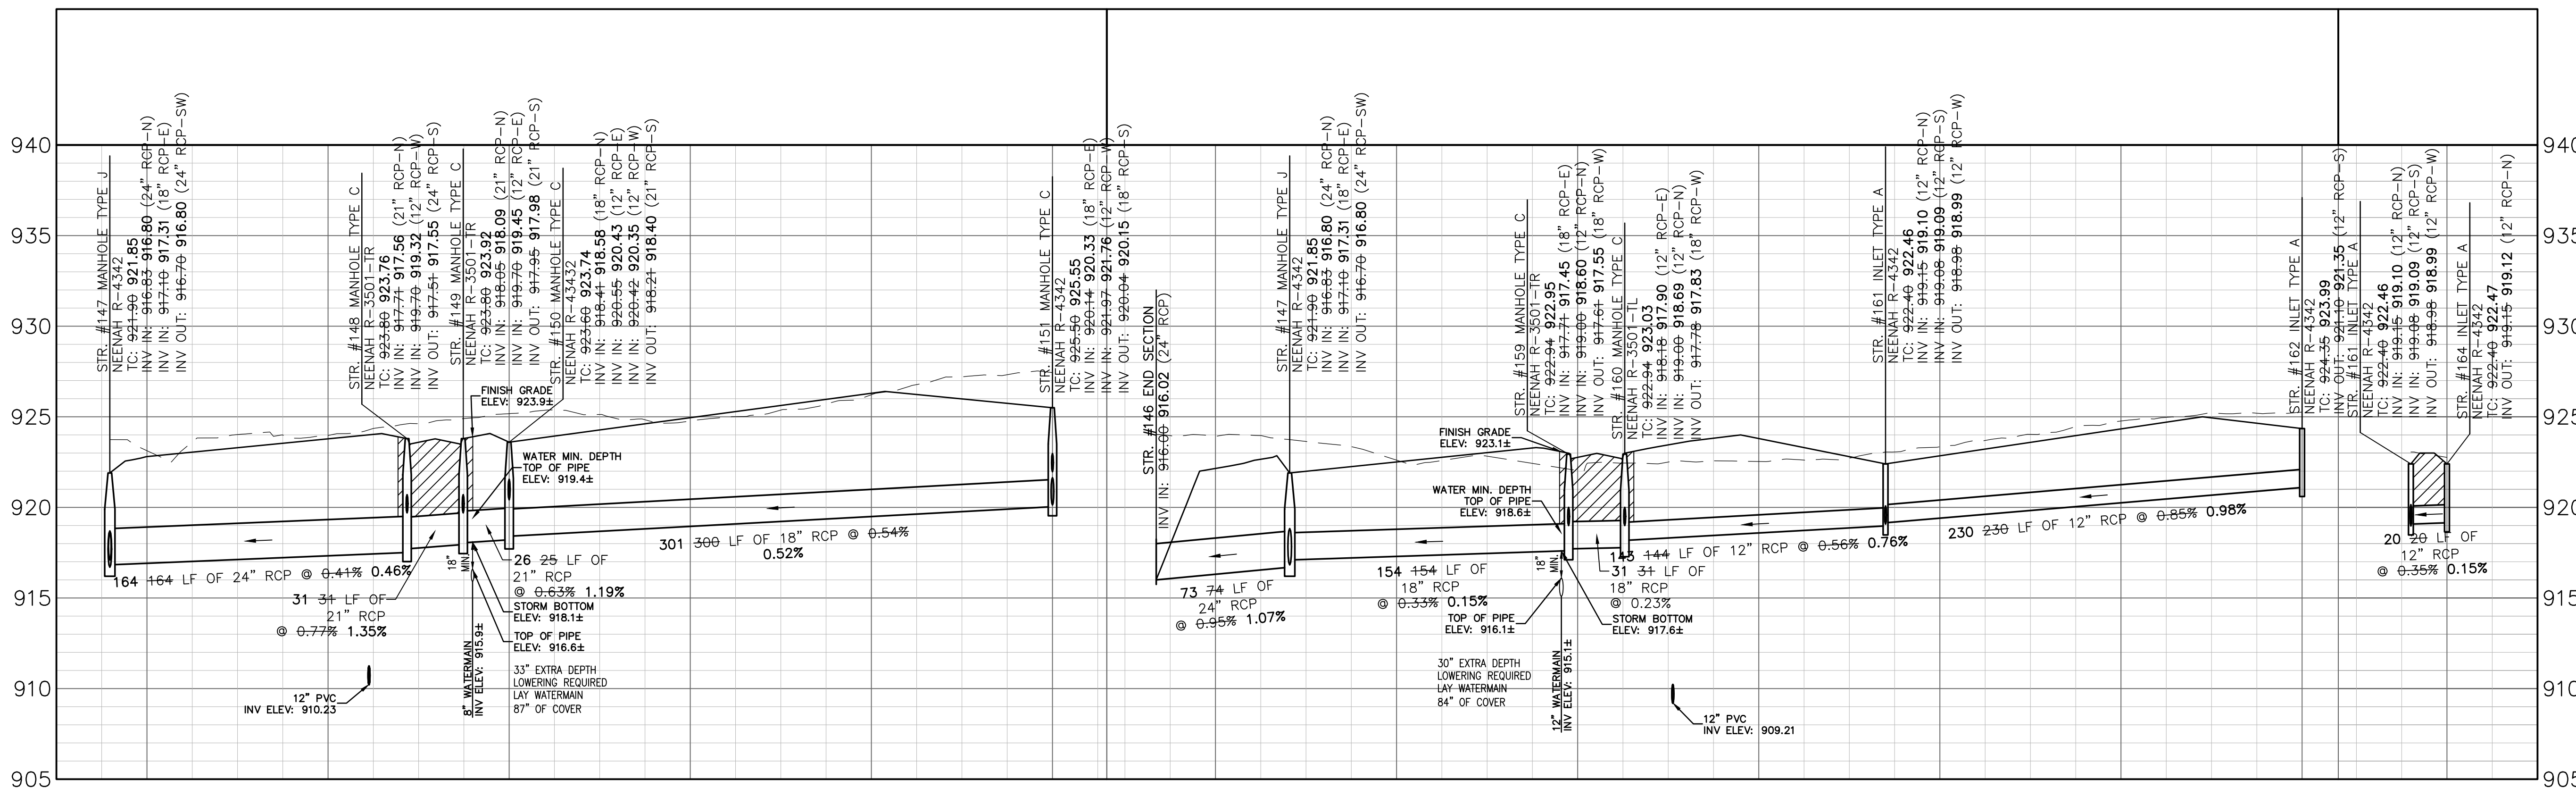 940
935
930
925
920
915
910
905
STR. #147 MANHOLE TYPE J
NEENAH R-4342
TC: 921.90 921.85
INV IN: 916.83 916.80 (24" RCP-N)
INV IN: 917.10 917.31 (18" RCP-E)
INV OUT: 916.70 916.80 (24" RCP-SW)
STR. #148 MANHOLE TYPE C
NEENAH R-3501-TR
TC: 923.80 923.76
INV IN: 917.71 917.56 (21" RCP-N)
INV IN: 919.70 919.32 (12" RCP-W)
INV OUT: 917.51 917.55 (24" RCP-S)
STR. #149 MANHOLE TYPE C
NEENAH R-3501-TR
TC: 923.80 923.92
INV IN: 918.05 918.09 (21" RCP-N)
INV IN: 919.70 919.45 (12" RCP-E)
INV OUT: 917.95 917.98 (21" RCP-S)
STR. #150 MANHOLE TYPE C
NEENAH R-43432
TC: 923.60 923.74
INV IN: 918.41 918.58 (18" RCP-N)
INV IN: 920.55 920.43 (12" RCP-E)
INV IN: 920.42 920.35 (12" RCP-W)
INV OUT: 918.21 918.40 (21" RCP-S)
STR. #151 MANHOLE TYPE C
NEENAH R-4342
TC: 925.50 925.55
INV IN: 920.14 920.33 (18" RCP-E)
INV IN: 921.97 921.76 (12" RCP-W)
INV OUT: 920.04 920.15 (18" RCP-S)
FINISH GRADE
ELEV: 923.9±
WATER MIN. DEPTH
TOP OF PIPE
ELEV: 919.4±
164 164 LF OF 24" RCP @ 0.41% 0.46%
31 31 LF OF
21" RCP
@ 0.77% 1.35%
18"
MIN.
26 25 LF OF
21" RCP
@ 0.63% 1.19%
301 300 LF OF 18" RCP @ 0.54%
0.52%
STORM BOTTOM
ELEV: 918.1±
TOP OF PIPE
ELEV: 916.6±
8" WATERMAIN
INV ELEV: 915.9±
33" EXTRA DEPTH
LOWERING REQUIRED
LAY WATERMAIN
87" OF COVER
12" PVC
INV ELEV: 910.23
STR. #146 END SECTION
INV IN: 916.00 916.02 (24" RCP)
STR. #147 MANHOLE TYPE J
NEENAH R-4342
TC: 921.90 921.85
INV IN: 916.83 916.80 (24" RCP-N)
INV IN: 917.10 917.31 (18" RCP-E)
INV OUT: 916.70 916.80 (24" RCP-SW)
STR. #159 MANHOLE TYPE C
NEENAH R-3501-TR
TC: 922.94 922.95
INV IN: 917.71 917.45 (18" RCP-E)
INV IN: 919.00 918.60 (12" RCP-N)
INV OUT: 917.61 917.55 (18" RCP-W)
STR. #160 MANHOLE TYPE C
NEENAH R-3501-TL
TC: 922.94 923.03
INV IN: 918.18 917.90 (12" RCP-E)
INV IN: 919.00 918.69 (12" RCP-N)
INV OUT: 917.78 917.83 (18" RCP-W)
STR. #161 INLET TYPE A
NEENAH R-4342
TC: 922.40 922.46
INV IN: 919.15 919.10 (12" RCP-N)
INV IN: 919.08 919.09 (12" RCP-S)
INV OUT: 918.98 918.99 (12" RCP-W)
STR. #162 INLET TYPE A
NEENAH R-4342
TC: 924.35 923.99
INV OUT: 921.10 921.35 (12" RCP-S)
STR. #161 INLET TYPE A
NEENAH R-4342
TC: 922.40 922.46
INV IN: 919.15 919.10 (12" RCP-N)
INV IN: 919.08 919.09 (12" RCP-S)
INV OUT: 918.98 918.99 (12" RCP-W)
STR. #164 INLET TYPE A
NEENAH R-4342
TC: 922.40 922.47
INV OUT: 919.15 919.12 (12" RCP-N)
FINISH GRADE
ELEV: 923.1±
WATER MIN. DEPTH
TOP OF PIPE
ELEV: 918.6±
73 74 LF OF
24" RCP
@ 0.95% 1.07%
154 154 LF OF
18" RCP
@ 0.33% 0.15%
18"
MIN.
143 144 LF OF 12" RCP @ 0.56% 0.76%
31 31 LF OF
18" RCP
@ 0.23%
230 230 LF OF 12" RCP @ 0.85% 0.98%
20 20 LF OF
12" RCP
@ 0.35% 0.15%
TOP OF PIPE
ELEV: 916.1±
STORM BOTTOM
ELEV: 917.6±
12" WATERMAIN
INV ELEV: 915.1±
30" EXTRA DEPTH
LOWERING REQUIRED
LAY WATERMAIN
84" OF COVER
12" PVC
INV ELEV: 909.21
940
935
930
925
920
915
910
905